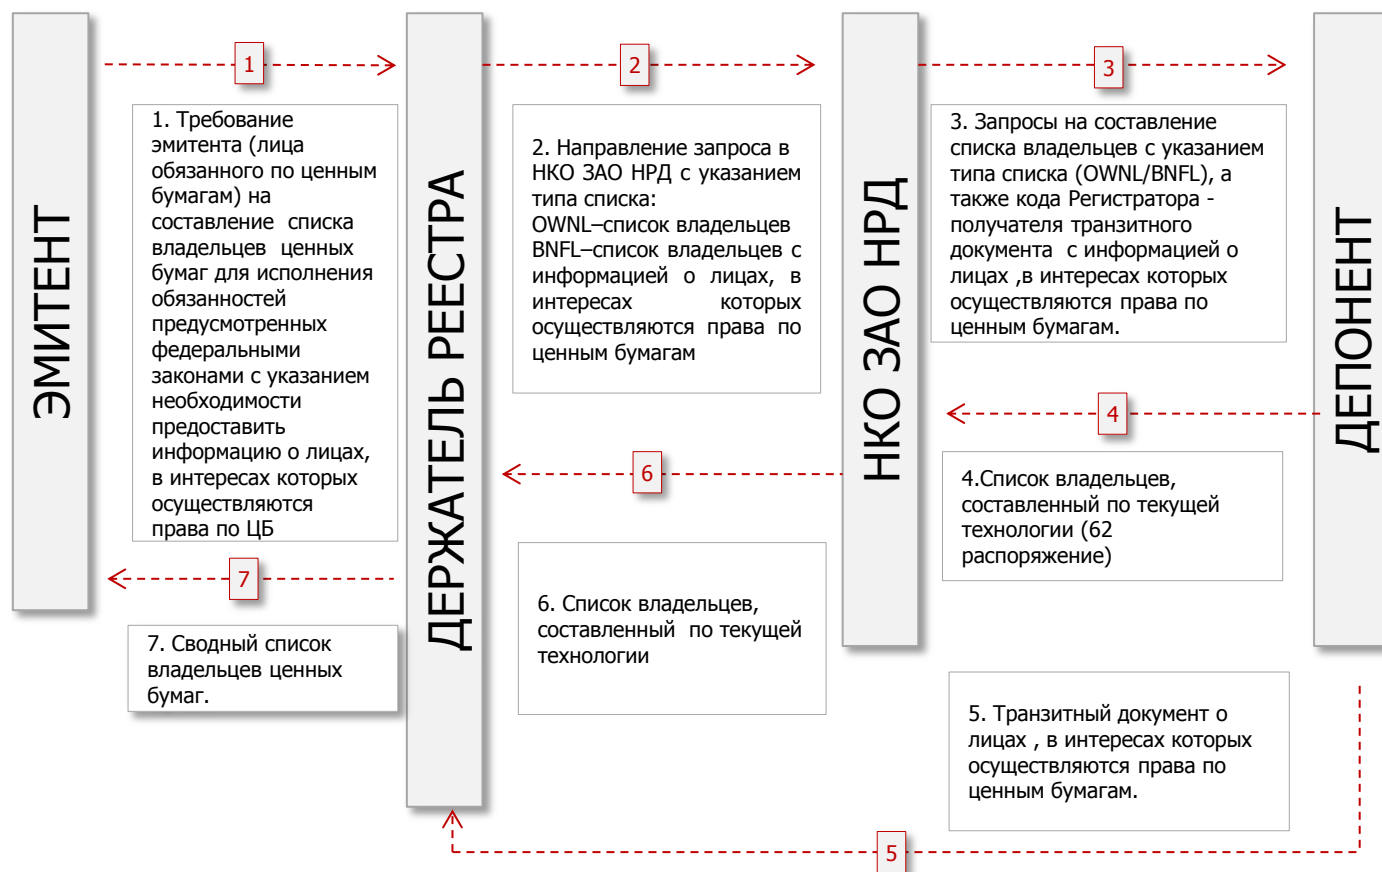 1
2
3
ЭМИТЕНТ
1. Требование
эмитента (лица
обязанного по ценным
бумагам) на
составление списка
владельцев ценных
бумаг для исполнения
обязанностей
предусмотренных
федеральными
законами с указанием
необходимости
предоставить
информацию о лицах,
в интересах которых
осуществляются
права по ЦБ
ДЕРЖАТЕЛЬ РЕЕСТРА
2. Направление запроса в
НКО ЗАО НРД с указанием
типа списка:
OWNL–список владельцев
BNFL–список владельцев с
информацией о лицах, в
интересах которых
осуществляются права по
ценным бумагам
НКО ЗАО НРД
3. Запросы на составление
списка владельцев с указанием
типа списка (OWNL/BNFL), а
также кода Регистратора -
получателя транзитного
документа с информацией о
лицах ,в интересах которых
осуществляются права по
ценным бумагам.
ДЕПОНЕНТ
4
4.Список владельцев,
составленный по текущей
технологии (62
распоряжение)
6
6. Список владельцев,
составленный по текущей
технологии
7
7. Сводный список
владельцев ценных
бумаг.
5. Транзитный документ о
лицах , в интересах которых
осуществляются права по
ценным бумагам.
5